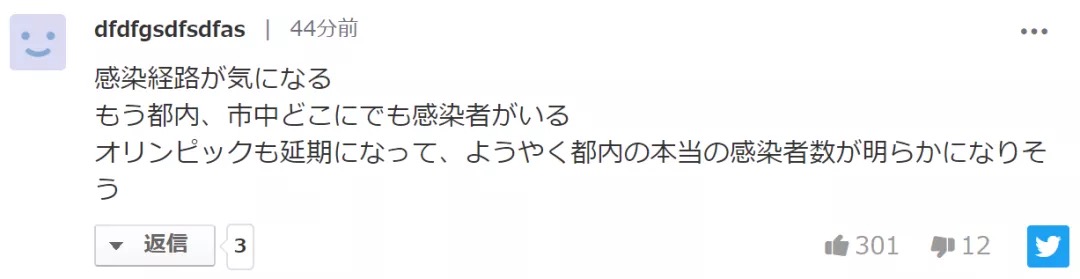 dfdfgsdfsdfas | 44分前
感染経路が気になる
もう都内、市中どこにでも感染者がいる
オリンピックも延期になって、ようやく都内の本当の感染者数が明らかになりそ
う
返信 3 301 12